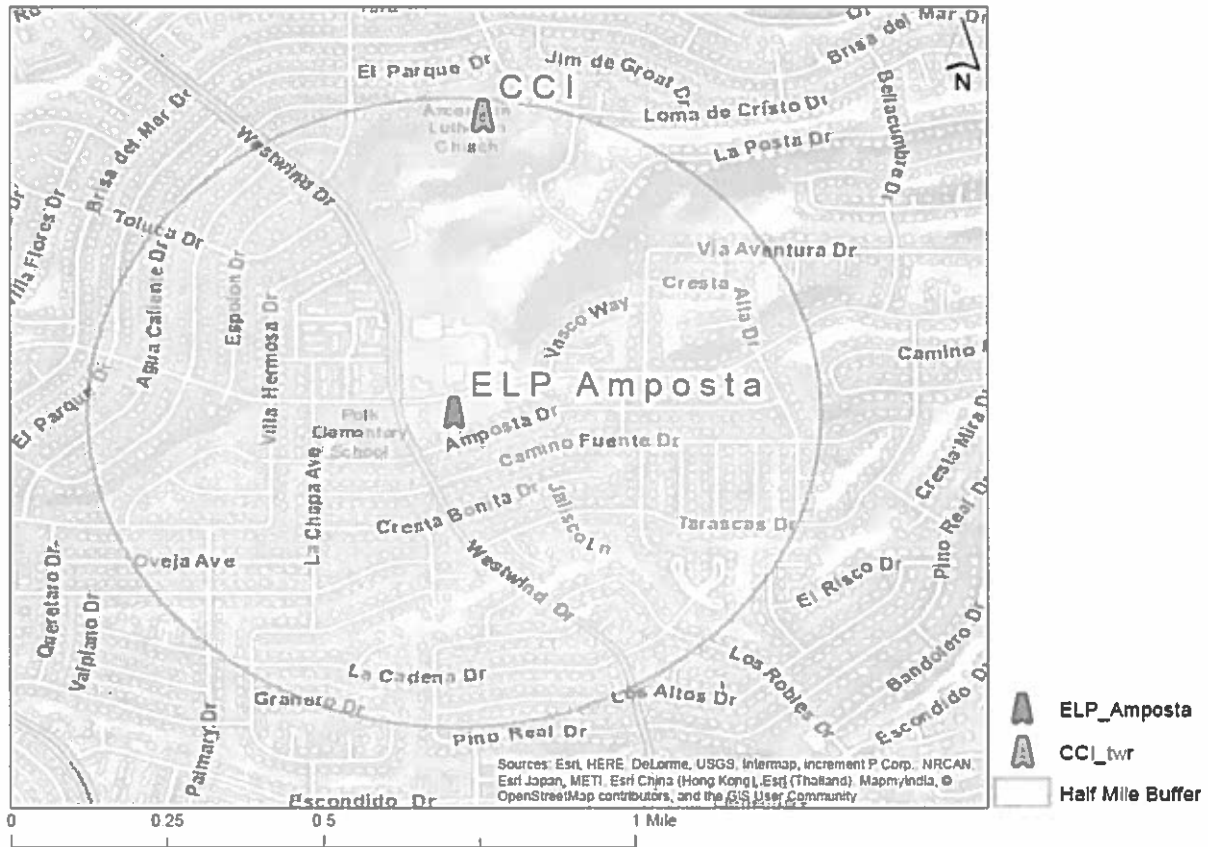 El Parque Dr
Jim de Groat Dr
Brisa del Mar Dr
CCI
N
Loma de Cristo Dr
Bellacumbre Dr
La Posta Dr
Church
Brisa del Mar Dr
Westwind Dr
Villa Flores Dr
Toluca Dr
Via Aventura Dr
Agua Caliente Dr
Espolon Dr
Cresta
Alta Dr
Villa Hermosa Dr
Vasco Way
Camino
ELP Amposta
El Parque Dr
Polk
Elementary
School
Amposta Dr
Camino Fuente Dr
Cresta Mira Dr
La Chapa Ave
Cresta Bonita Dr
Jalisco Ln
Tarascas Dr
Pino Real Dr
Oveja Ave
Westwind Dr
El Risco Dr
Queretaro Dr
Valplano Dr
La Cadena Dr
Los Robles Dr
Bandolero Dr
Granero Dr
Los Altos Dr
Escondido Dr
Palmary Dr
Pino Real Dr
Escondido Dr
Sources: Esri, HERE, DeLorme, USGS, Intermap, increment P Corp., NRCAN,
Esri Japan, METI, Esri China (Hong Kong), Esri (Thailand), MapmyIndia, ©
OpenStreetMap contributors, and the GIS User Community
ELP_Amposta
CCI_twr
Half Mile Buffer
0 0.25 0.5 1 Mile